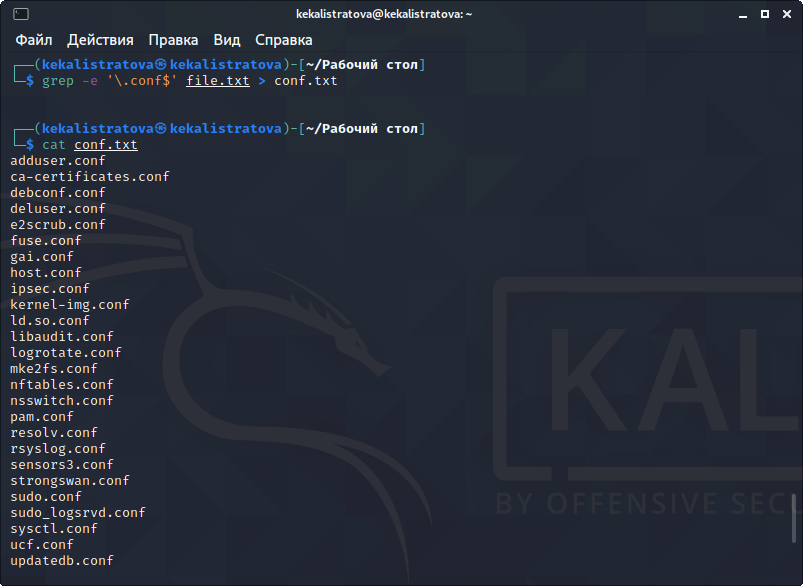 kekalistratova@kekalistratova: ~
Файл Действия Правка Вид Справка
┌──(kekalistratova㉿kekalistratova)-[~/Рабочий стол]
└─$ grep -e '\.conf$' file.txt > conf.txt
┌──(kekalistratova㉿kekalistratova)-[~/Рабочий стол]
└─$ cat conf.txt
adduser.conf
ca-certificates.conf
debconf.conf
deluser.conf
e2scrub.conf
fuse.conf
gai.conf
host.conf
ipsec.conf
kernel-img.conf
ld.so.conf
libaudit.conf
logrotate.conf
mke2fs.conf
nftables.conf
nsswitch.conf
pam.conf
resolv.conf
rsyslog.conf
sensors3.conf
strongswan.conf
sudo.conf
sudo_logsrvd.conf
sysctl.conf
ucf.conf
updatedb.conf
KAL
BY OFFENSIVE SEC